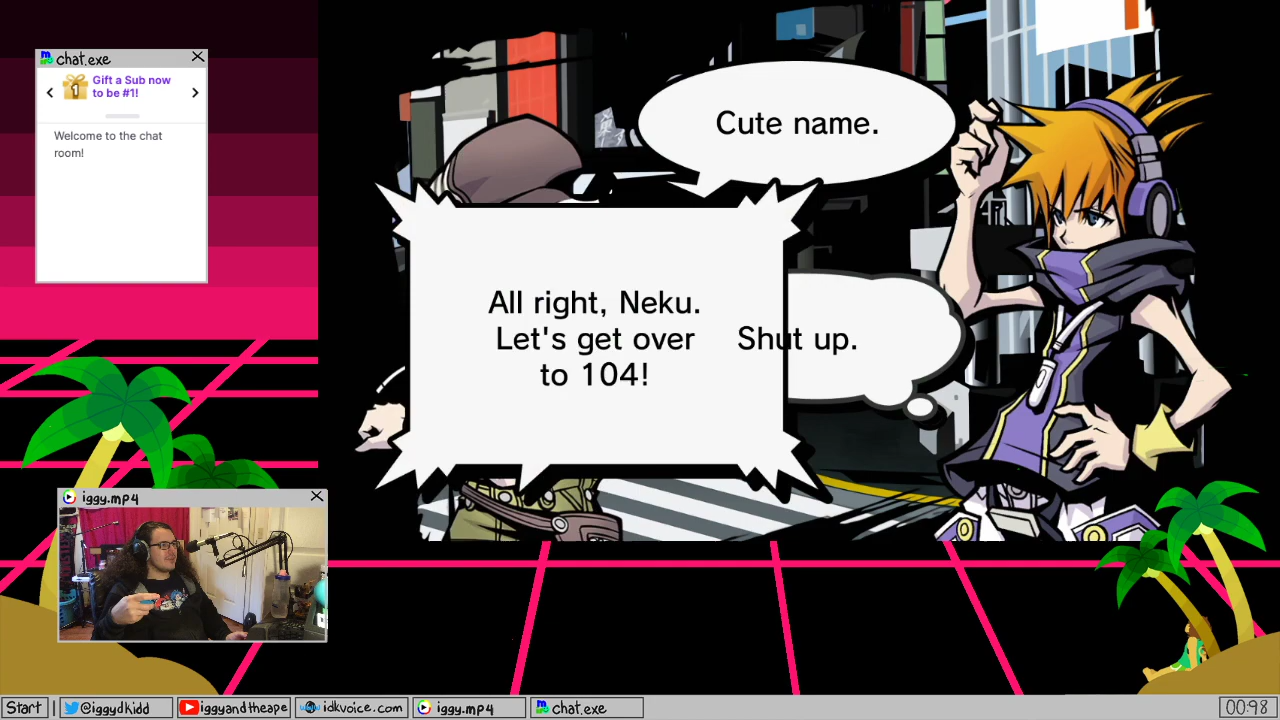 chat.exe
1
Gift a Sub now
to be #1!
Welcome to the chat
room!
Cute name.
All right, Neku.
Let's get over
to 104!
Shut up.
iggy.mp4
Start
@iggydkidd
iggyandtheape
www
idkvoice.com
iggy.mp4
chat.exe
00:98